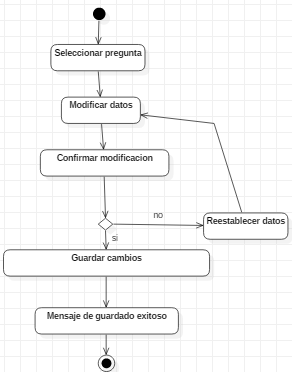 Seleccionar pregunta
Modificar datos
Confirmar modificacion
no
Reestablecer datos
si
Guardar cambios
Mensaje de guardado exitoso